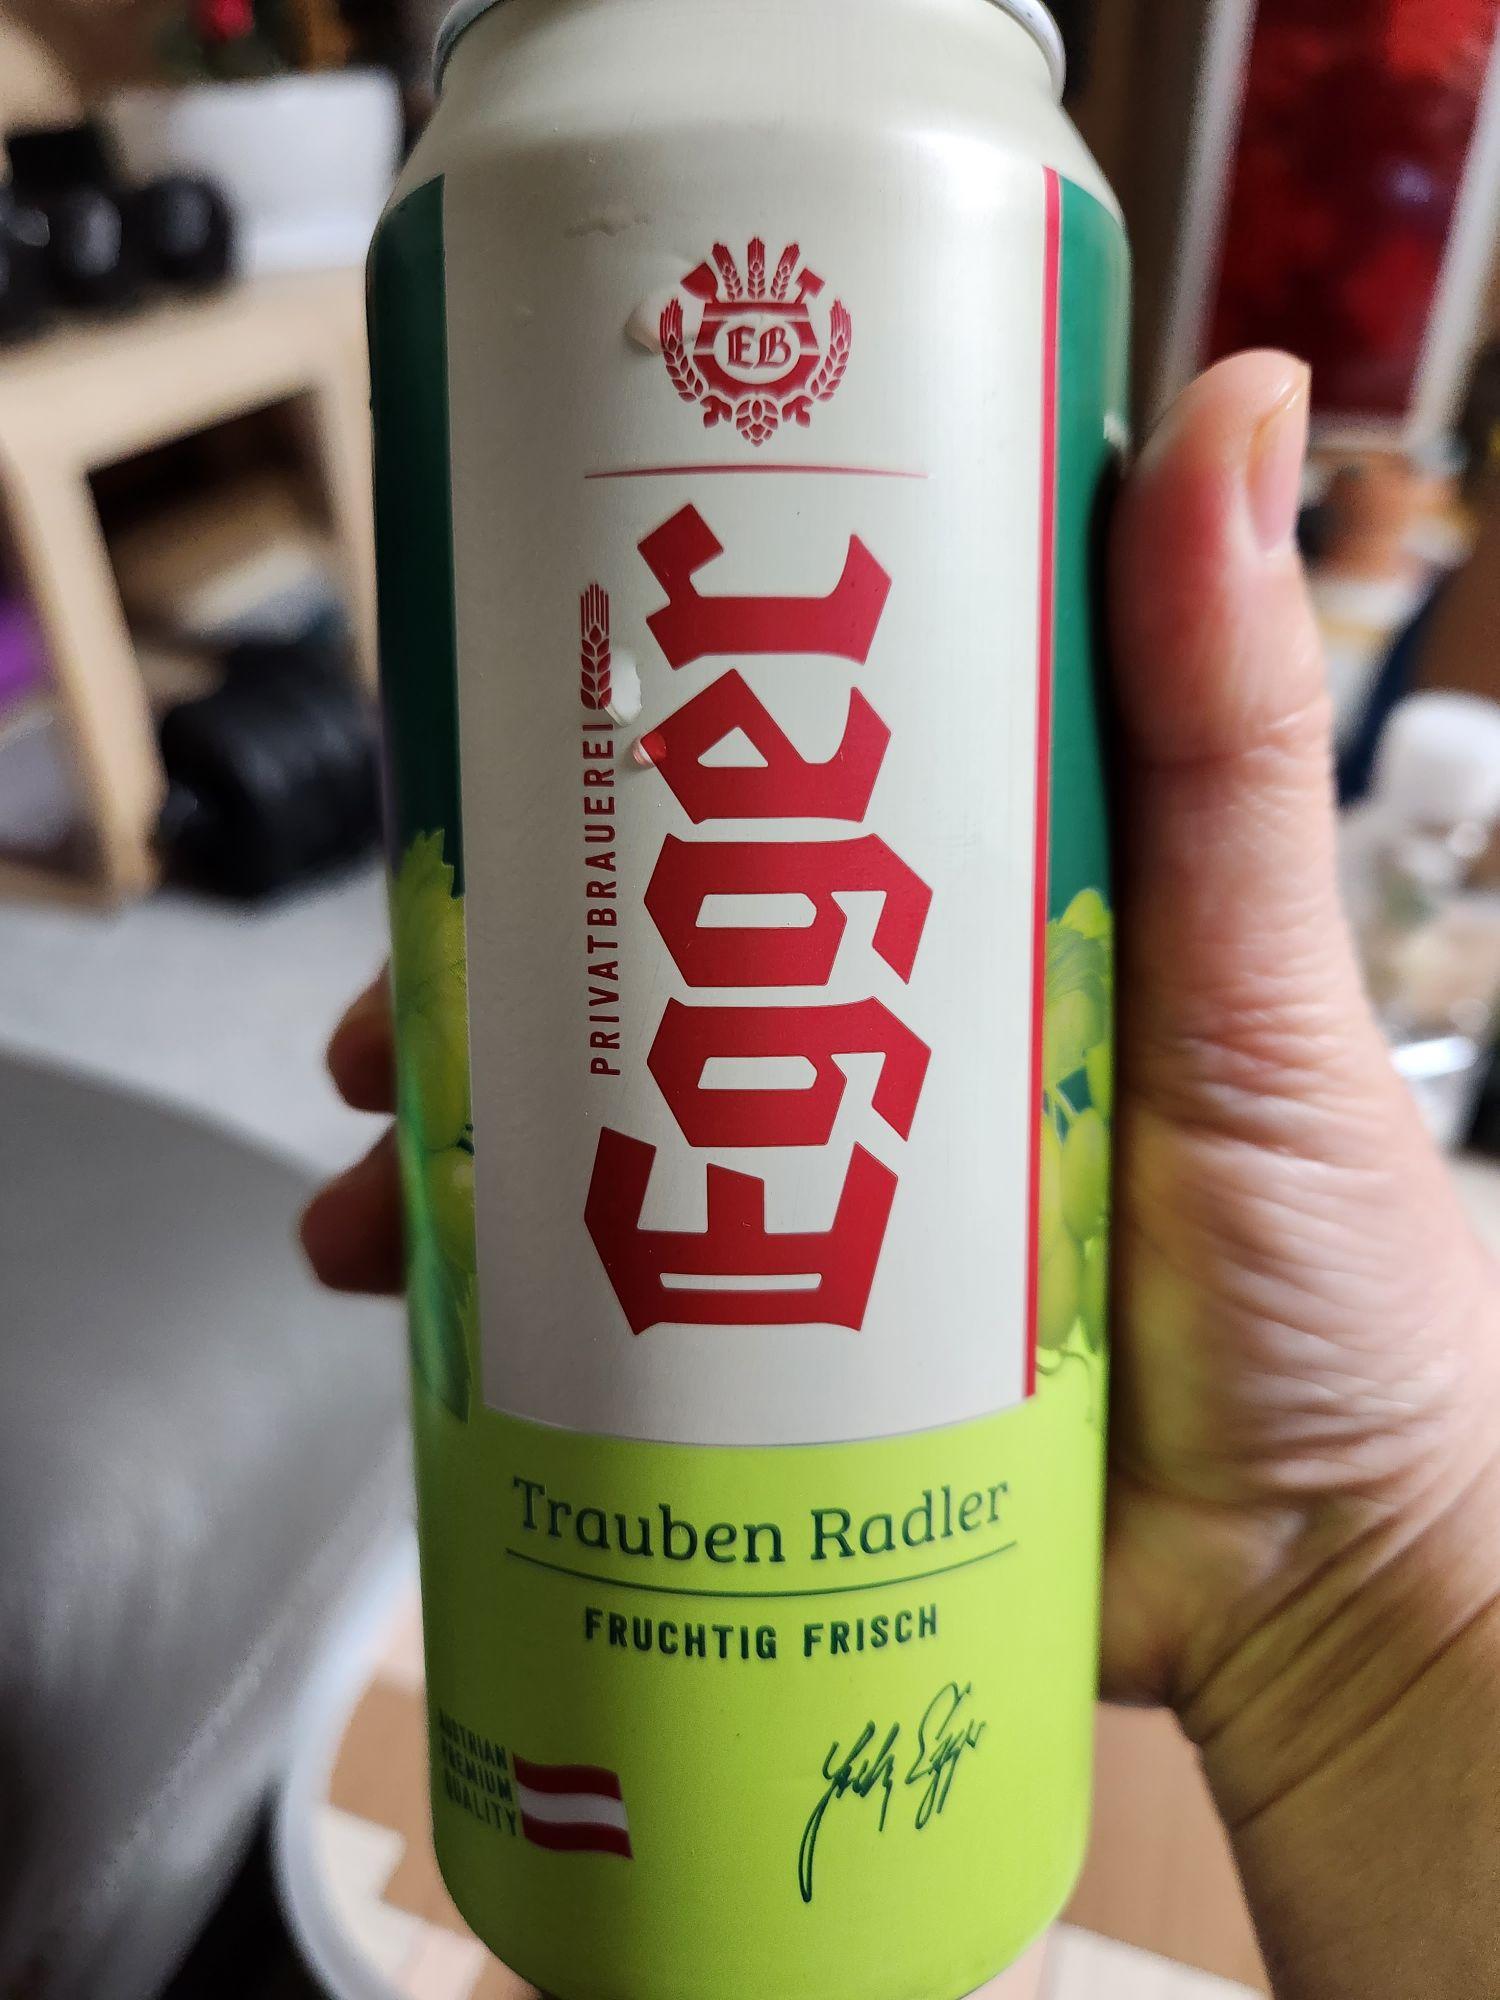 EB
PRIVATBRAUEREI
Egger
Trauben Radler
FRUCHTIG FRISCH
AUSTRIAN
PREMIUM
QUALITY